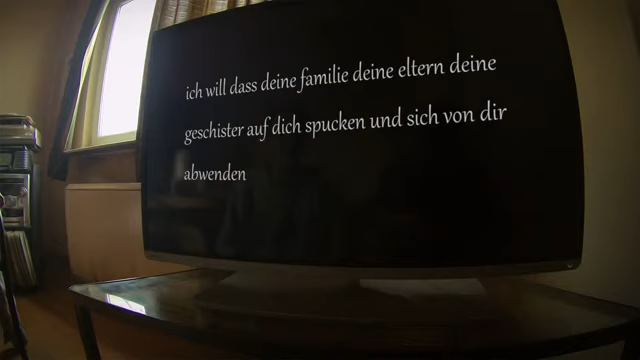 ich will dass deine familie deine eltern deine
geschister auf dich spucken und sich von dir
abwenden